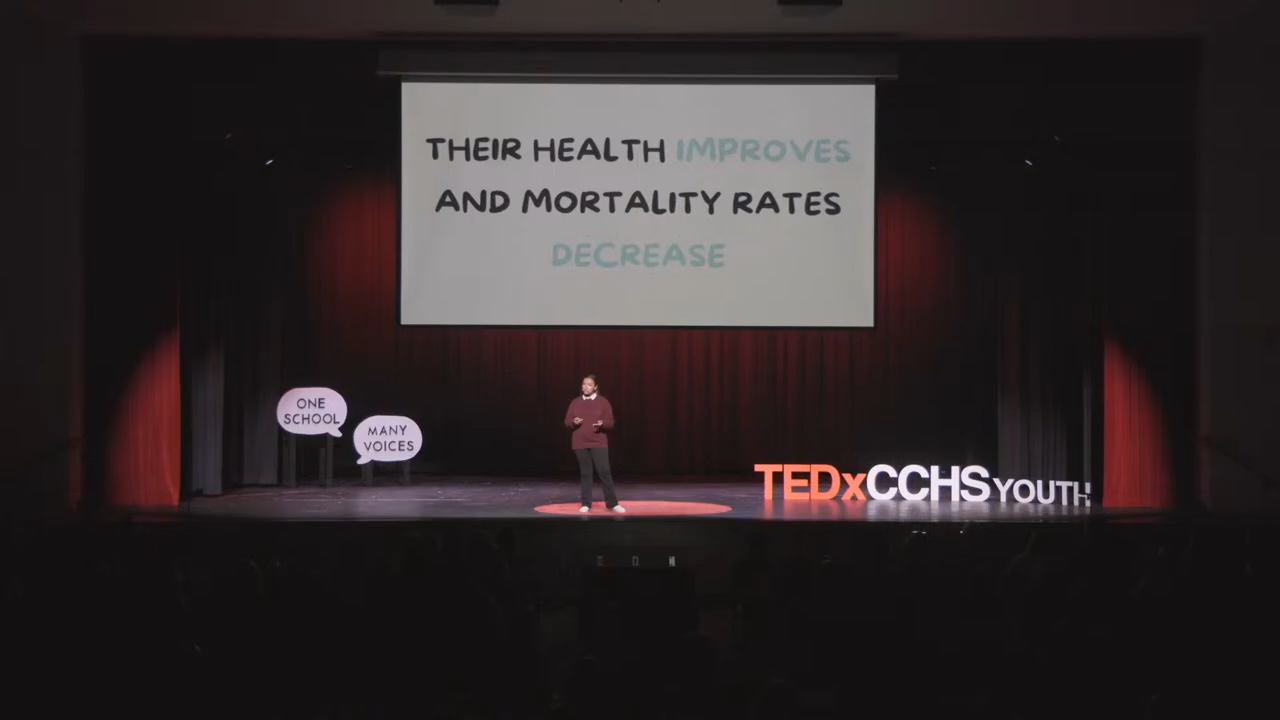 THEIR HEALTH IMPROVES
AND MORTALITY RATES
DECREASE
ONE
SCHOOL
MANY
VOICES
TEDxCCHSYOUTH